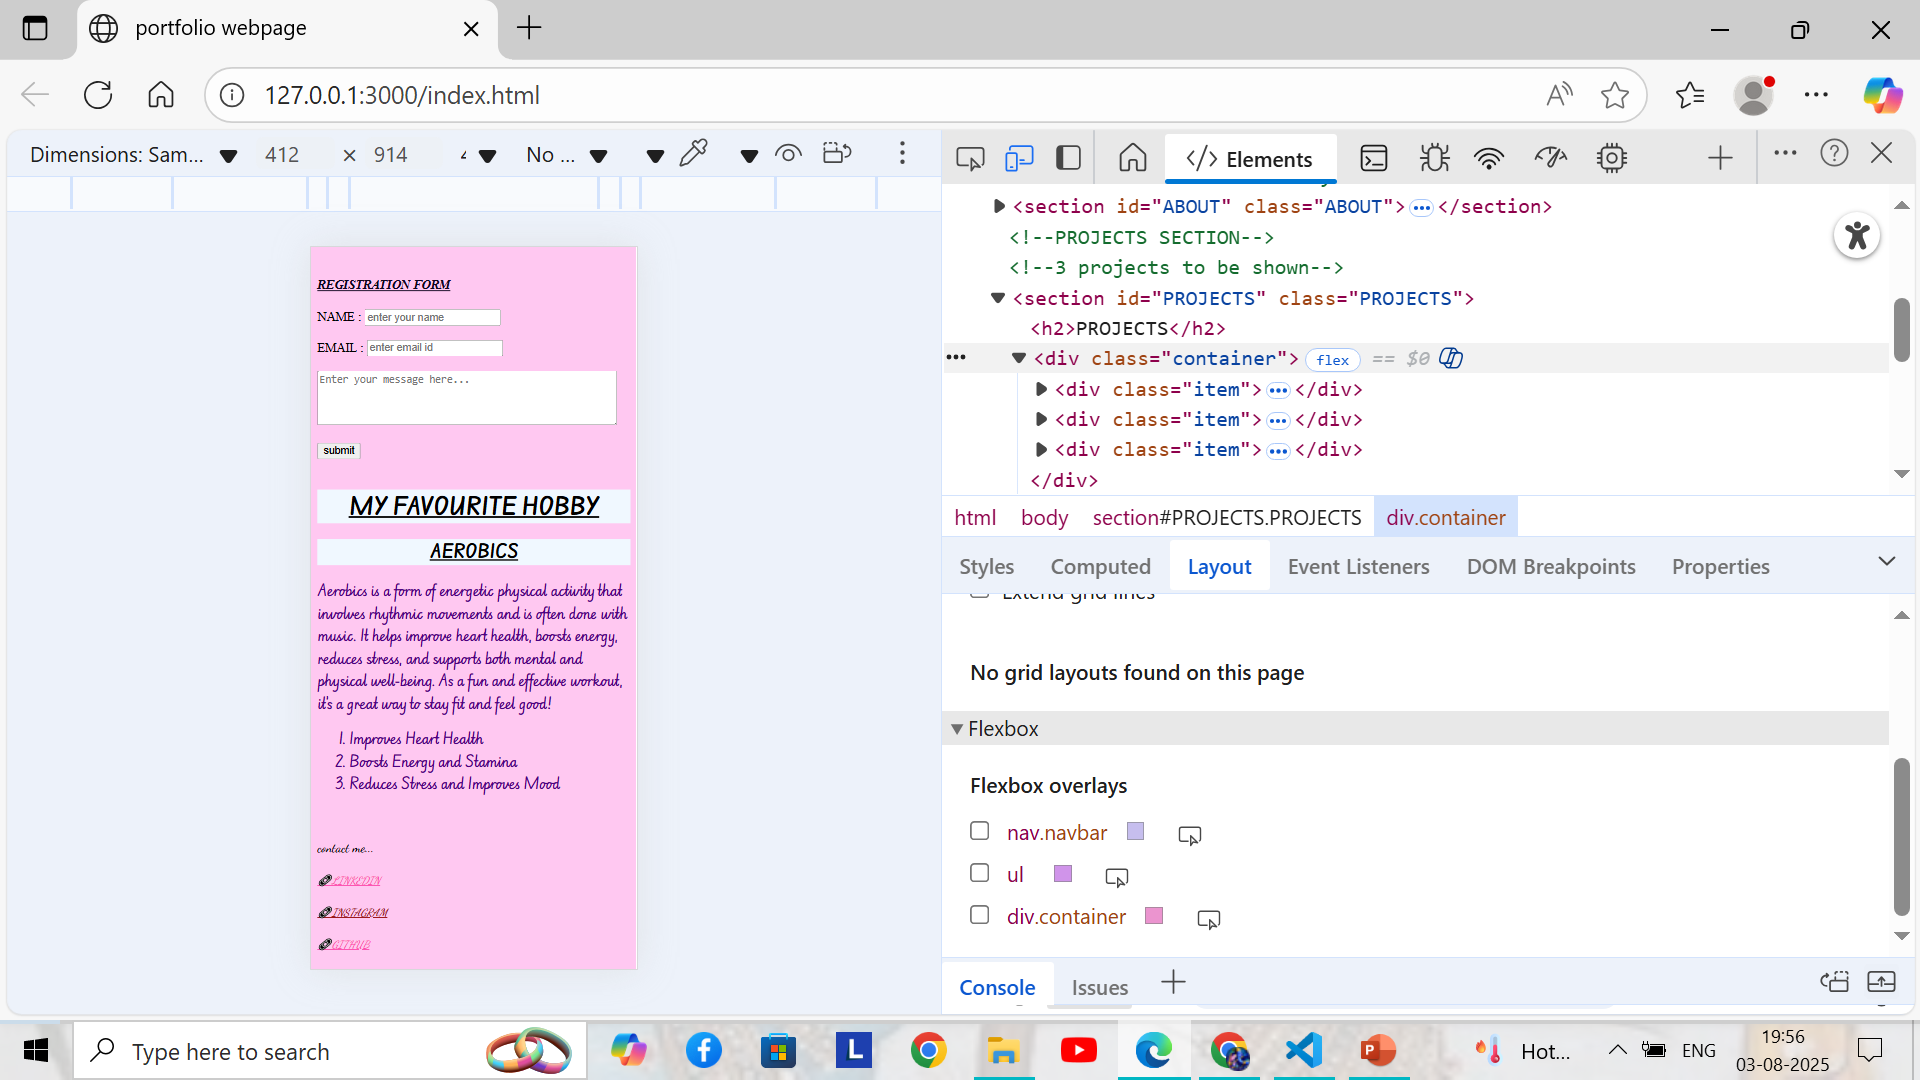 portfolio webpage
127.0.0.1:3000/index.html
Dimensions: Sam... 412 × 914 No ...
REGISTRATION FORM
NAME : enter your name
EMAIL : enter email id
Enter your message here...
submit
MY FAVOURITE HOBBY
AEROBICS
Aerobics is a form of energetic physical activity that
involves rhythmic movements and is often done with
music. It helps improve heart health, boosts energy,
reduces stress, and supports both mental and
physical well-being. As a fun and effective workout,
it's a great way to stay fit and feel good!
1. Improves Heart Health
2. Boosts Energy and Stamina
3. Reduces Stress and Improves Mood
contact me...
LINKEDIN
INSTAGRAM
GITHUB
Elements
<section id="ABOUT" class="ABOUT">…</section>
<!--PROJECTS SECTION-->
<!--3 projects to be shown-->
<section id="PROJECTS" class="PROJECTS">
<h2>PROJECTS</h2>
<div class="container"> flex == $0
<div class="item">…</div>
<div class="item">…</div>
<div class="item">…</div>
</div>
html body section#PROJECTS.PROJECTS div.container
Styles Computed Layout Event Listeners DOM Breakpoints Properties
Extend grid lines
No grid layouts found on this page
Flexbox
Flexbox overlays
nav.navbar
ul
div.container
Console Issues
Type here to search
L
P
Hot...
ENG
19:56
03-08-2025